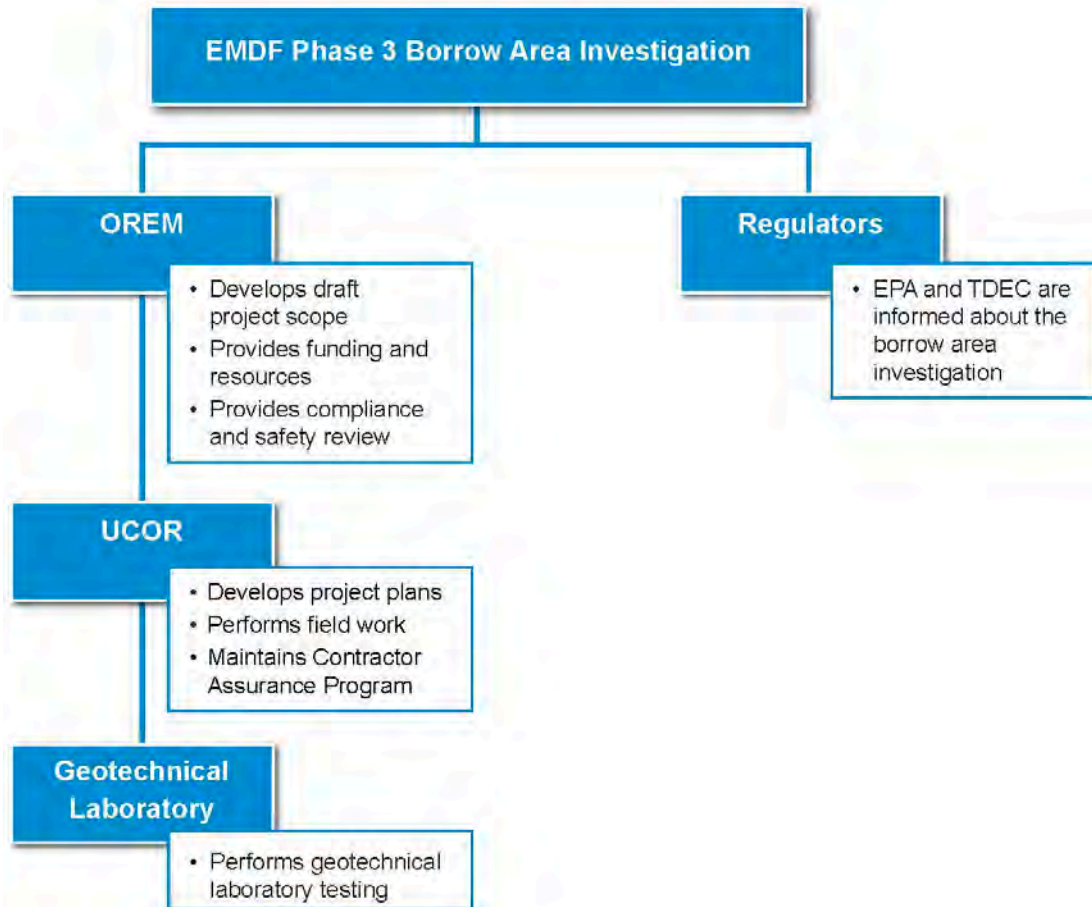 EMDF Phase 3 Borrow Area Investigation
OREM
• Develops draft
project scope
• Provides funding and
resources
• Provides compliance
and safety review
Regulators
• EPA and TDEC are
informed about the
borrow area
investigation
UCOR
• Develops project plans
• Performs field work
• Maintains Contractor
Assurance Program
Geotechnical
Laboratory
• Performs geotechnical
laboratory testing